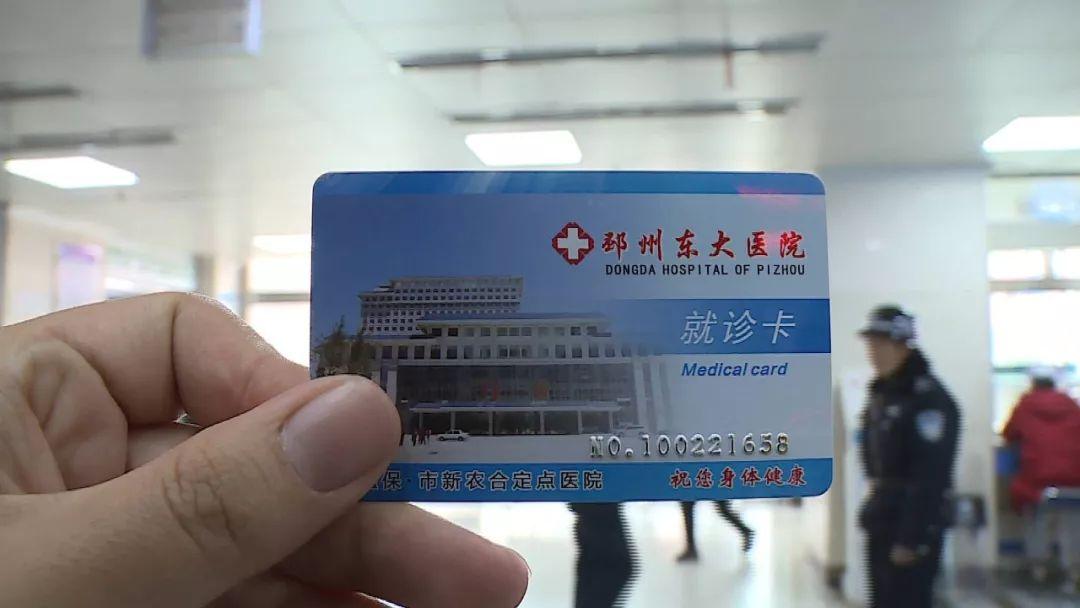 邳州东大医院
DONGDA HOSPITAL OF PIZHOU
就诊卡
Medical card
NO.100221658
保·市新农合定点医院
祝您身体健康